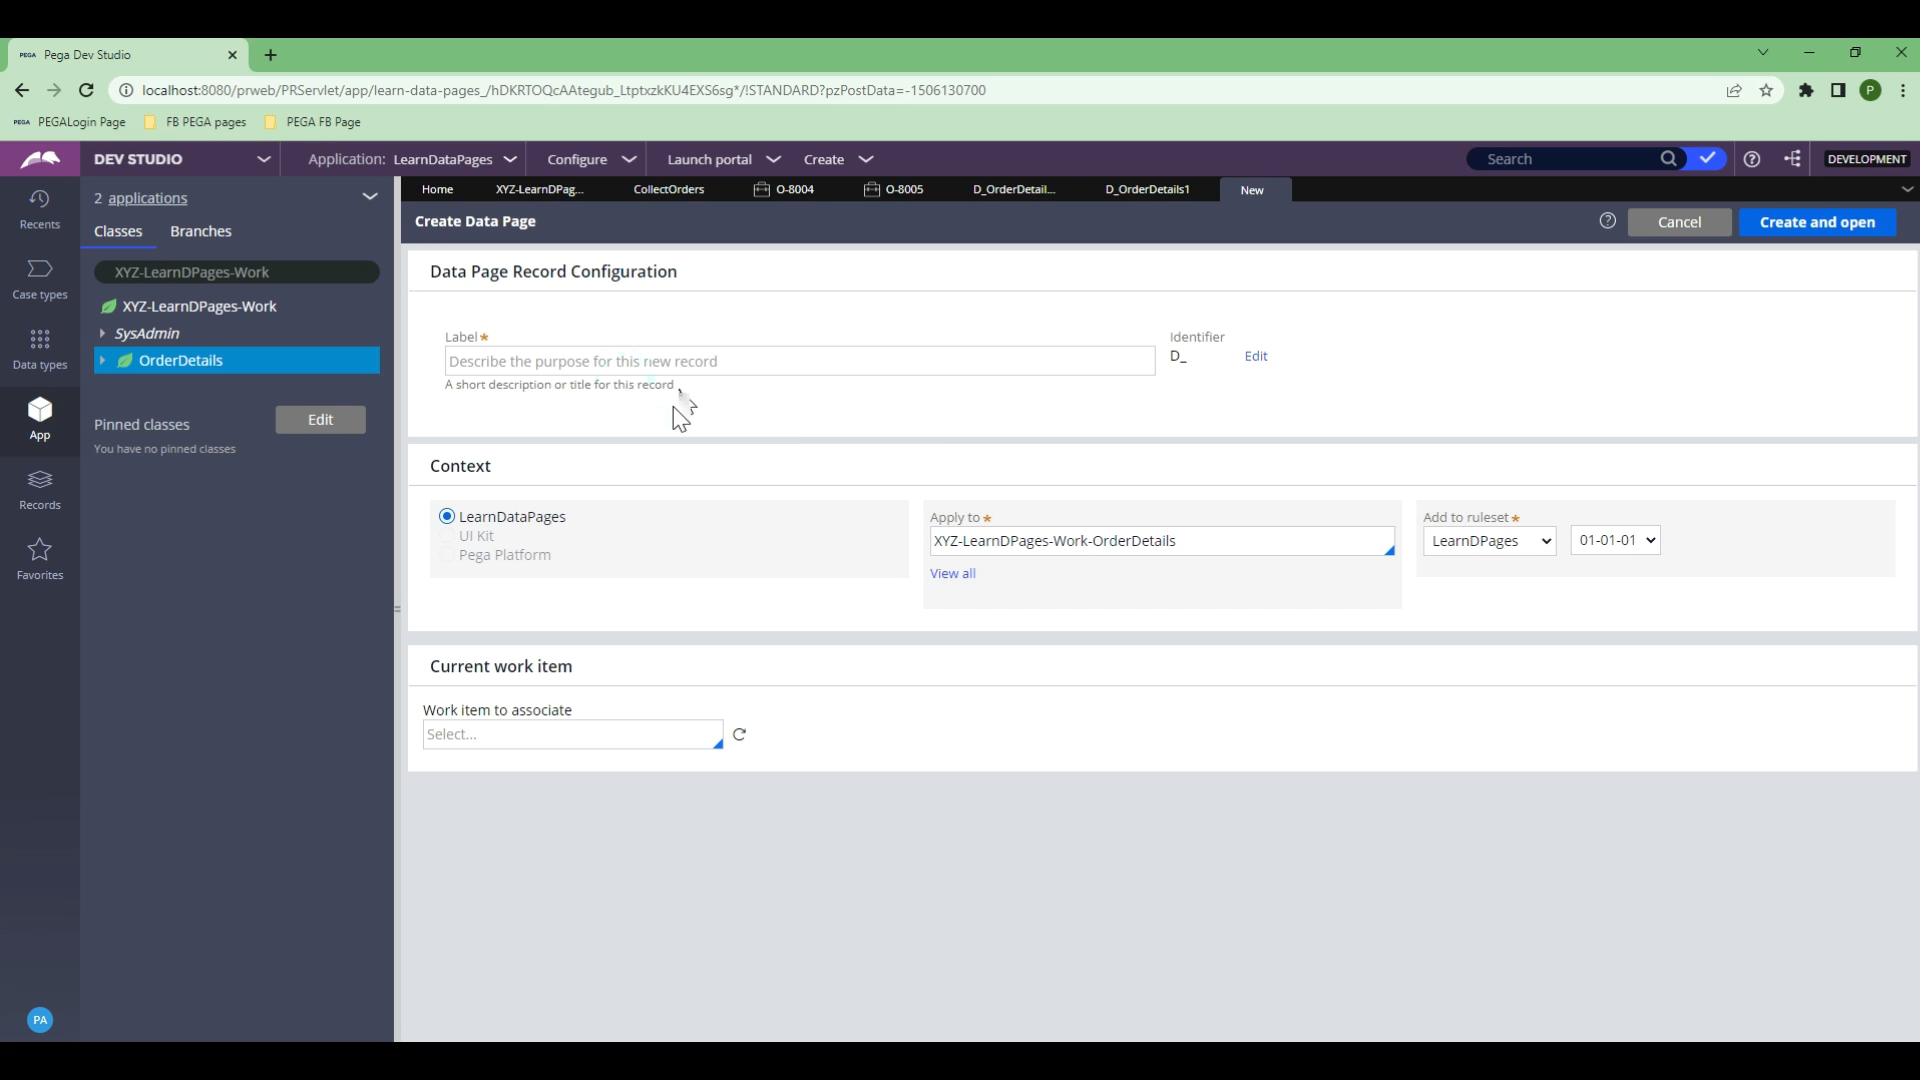 PEGA Pega Dev Studio
localhost:8080/prweb/PRServlet/app/learn-data-pages_/hDKRTOQcAAtegub_LtptxzkKU4EXS6sg*/!STANDARD?pzPostData=-1506130700
P
PEGA PEGALogin Page FB PEGA pages PEGA FB Page
DEV STUDIO Application: LearnDataPages Configure Launch portal Create Search DEVELOPMENT
Home XYZ-LearnDPag... CollectOrders O-8004 O-8005 D_OrderDetail... D_OrderDetails1 New
Recents
Case types
Data types
App
Records
Favorites
PA
2 applications
Classes Branches
XYZ-LearnDPages-Work
XYZ-LearnDPages-Work
SysAdmin
OrderDetails
Pinned classes Edit
You have no pinned classes
Create Data Page Cancel Create and open
Data Page Record Configuration
Label* Identifier
Describe the purpose for this new record D_ Edit
A short description or title for this record
Context
LearnDataPages
UI Kit
Pega Platform
Apply to*
XYZ-LearnDPages-Work-OrderDetails
View all
Add to ruleset*
LearnDPages 01-01-01
Current work item
Work item to associate
Select...